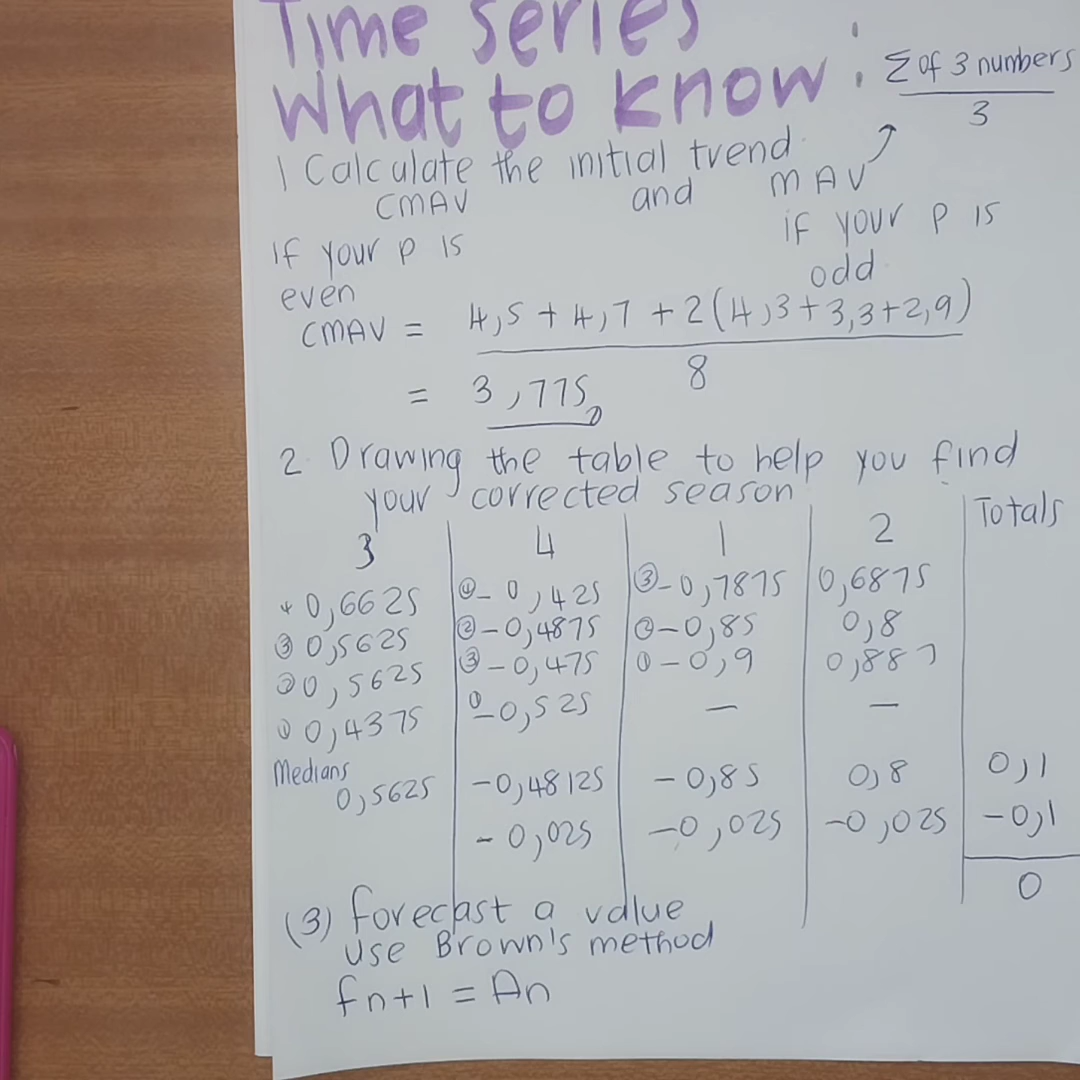 Time series
What to know :
Σ of 3 numbers
3
1 Calculate the initial trend
CMAV and MAV
If your p is
even
if your p is
odd
CMAV = 4,5 + 4,7 + 2(4,3+3,3+2,9)
8
= 3,775
2. Drawing the table to help you find
your corrected season
3 4 1 2 Totals
4 0,6625 ④-0,425 ③-0,7875 0,6875
③ 0,5625 ②-0,4875 ②-0,85 0,8
② 0,5625 ③-0,475 ①-0,9 0,887
① 0,4375 ①-0,525 — —
Medians
0,5625 -0,48125 -0,85 0,8 0,1
-0,025 -0,025 -0,025 -0,1
0
(3) forecast a value
use Brown's method
fn+1 = An